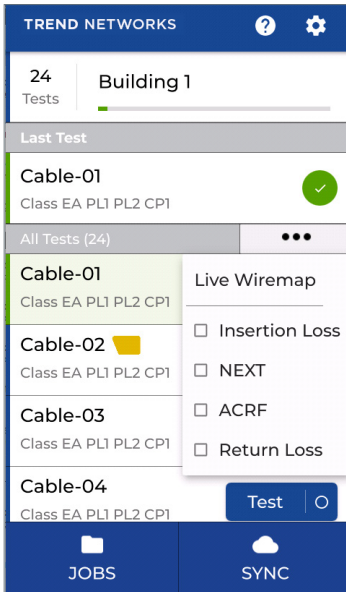 TREND NETWORKS
24
Tests
Building 1
Last Test
Cable-01
Class EA PL1 PL2 CP1
All Tests (24)
Cable-01
Class EA PL1 PL2 CP1
Live Wiremap
Insertion Loss
Cable-02
Class EA PL1 PL2 CP1
NEXT
ACRF
Cable-03
Class EA PL1 PL2 CP1
Return Loss
Cable-04
Class EA PL1 PL2 CP1
Test
JOBS
SYNC